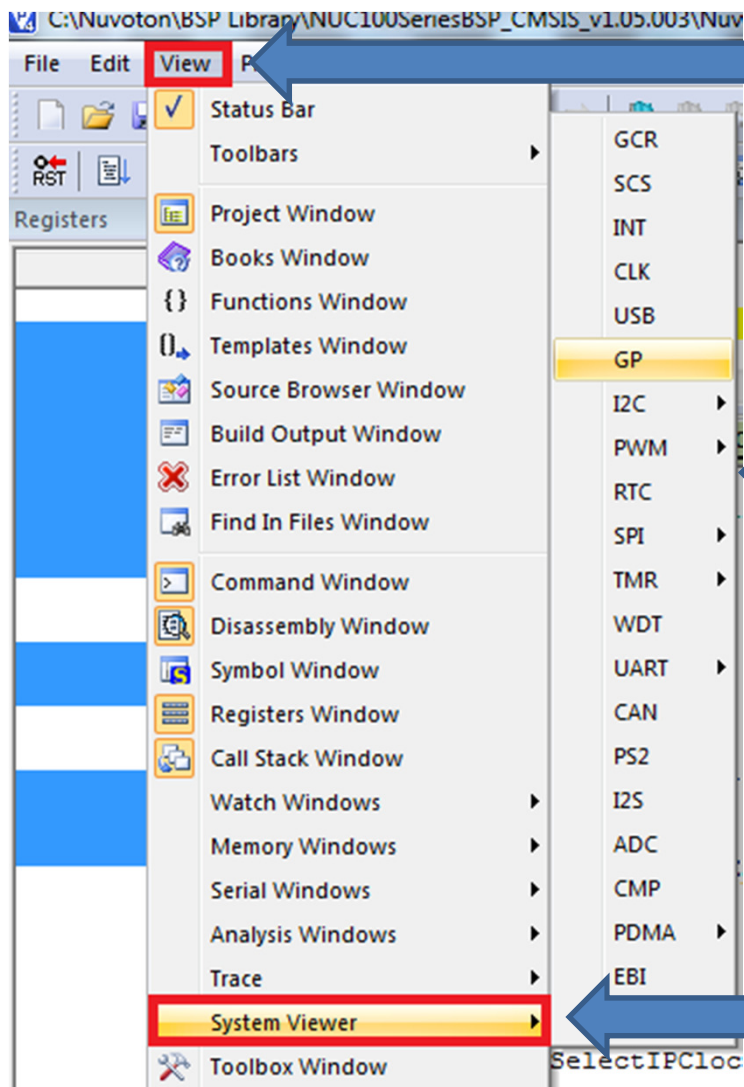 C:\Nuvoton\BSP Library\NUC100SeriesBSP_CMSIS_v1.05.003\Nuv
File Edit View
RST
Registers
Status Bar
Toolbars
Project Window
Books Window
Functions Window
Templates Window
Source Browser Window
Build Output Window
Error List Window
Find In Files Window
Command Window
Disassembly Window
Symbol Window
Registers Window
Call Stack Window
Watch Windows
Memory Windows
Serial Windows
Analysis Windows
Trace
System Viewer
Toolbox Window
GCR
SCS
INT
CLK
USB
GP
I2C
PWM
RTC
SPI
TMR
WDT
UART
CAN
PS2
I2S
ADC
CMP
PDMA
EBI
SelectIPCloc